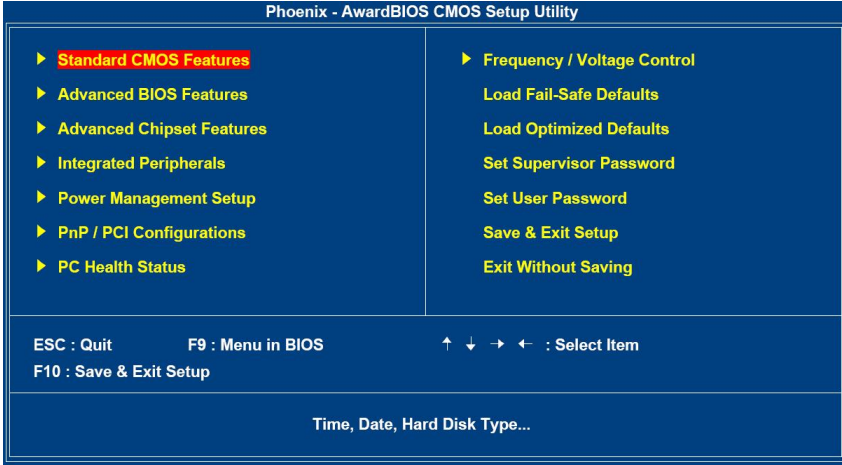 Phoenix - AwardBIOS CMOS Setup Utility
Standard CMOS Features
Advanced BIOS Features
Advanced Chipset Features
Integrated Peripherals
Power Management Setup
PnP / PCI Configurations
PC Health Status
Frequency / Voltage Control
Load Fail-Safe Defaults
Load Optimized Defaults
Set Supervisor Password
Set User Password
Save & Exit Setup
Exit Without Saving
ESC : Quit F9 : Menu in BIOS ↑ ↓ → ← : Select Item
F10 : Save & Exit Setup
Time, Date, Hard Disk Type...